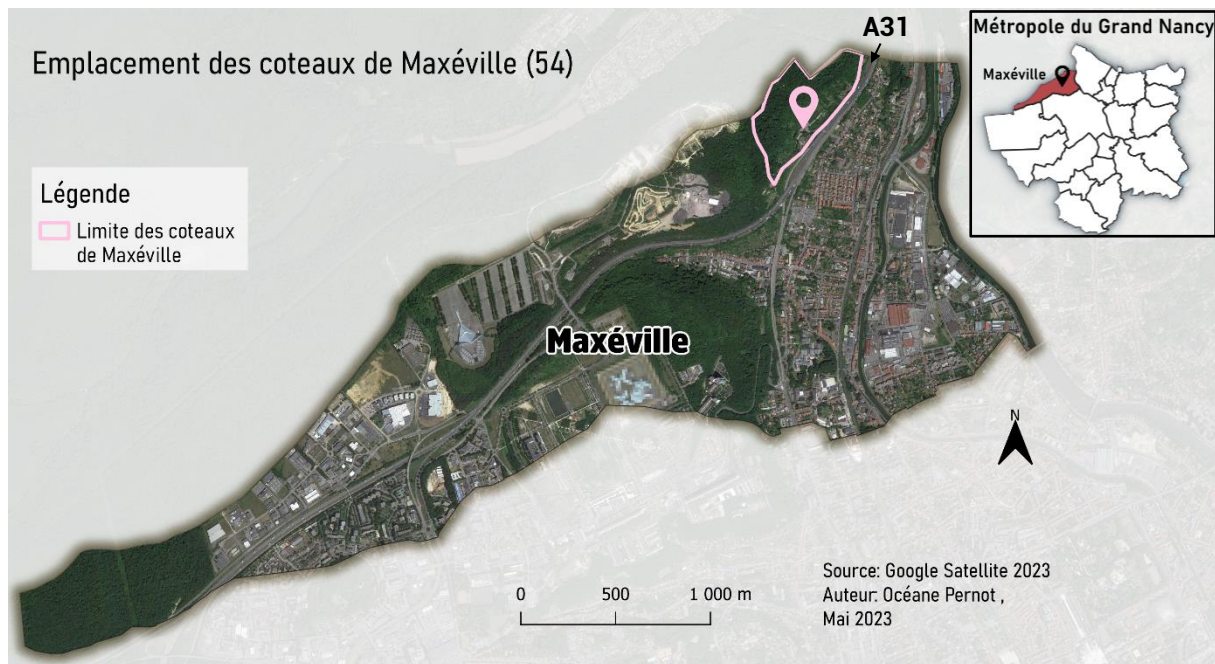 Emplacement des coteaux de Maxéville (54)
A31
Métropole du Grand Nancy
Maxéville
Légende
Limite des coteaux
de Maxéville
Maxéville
N
0 500 1 000 m
Source: Google Satellite 2023
Auteur: Océane Pernot ,
Mai 2023